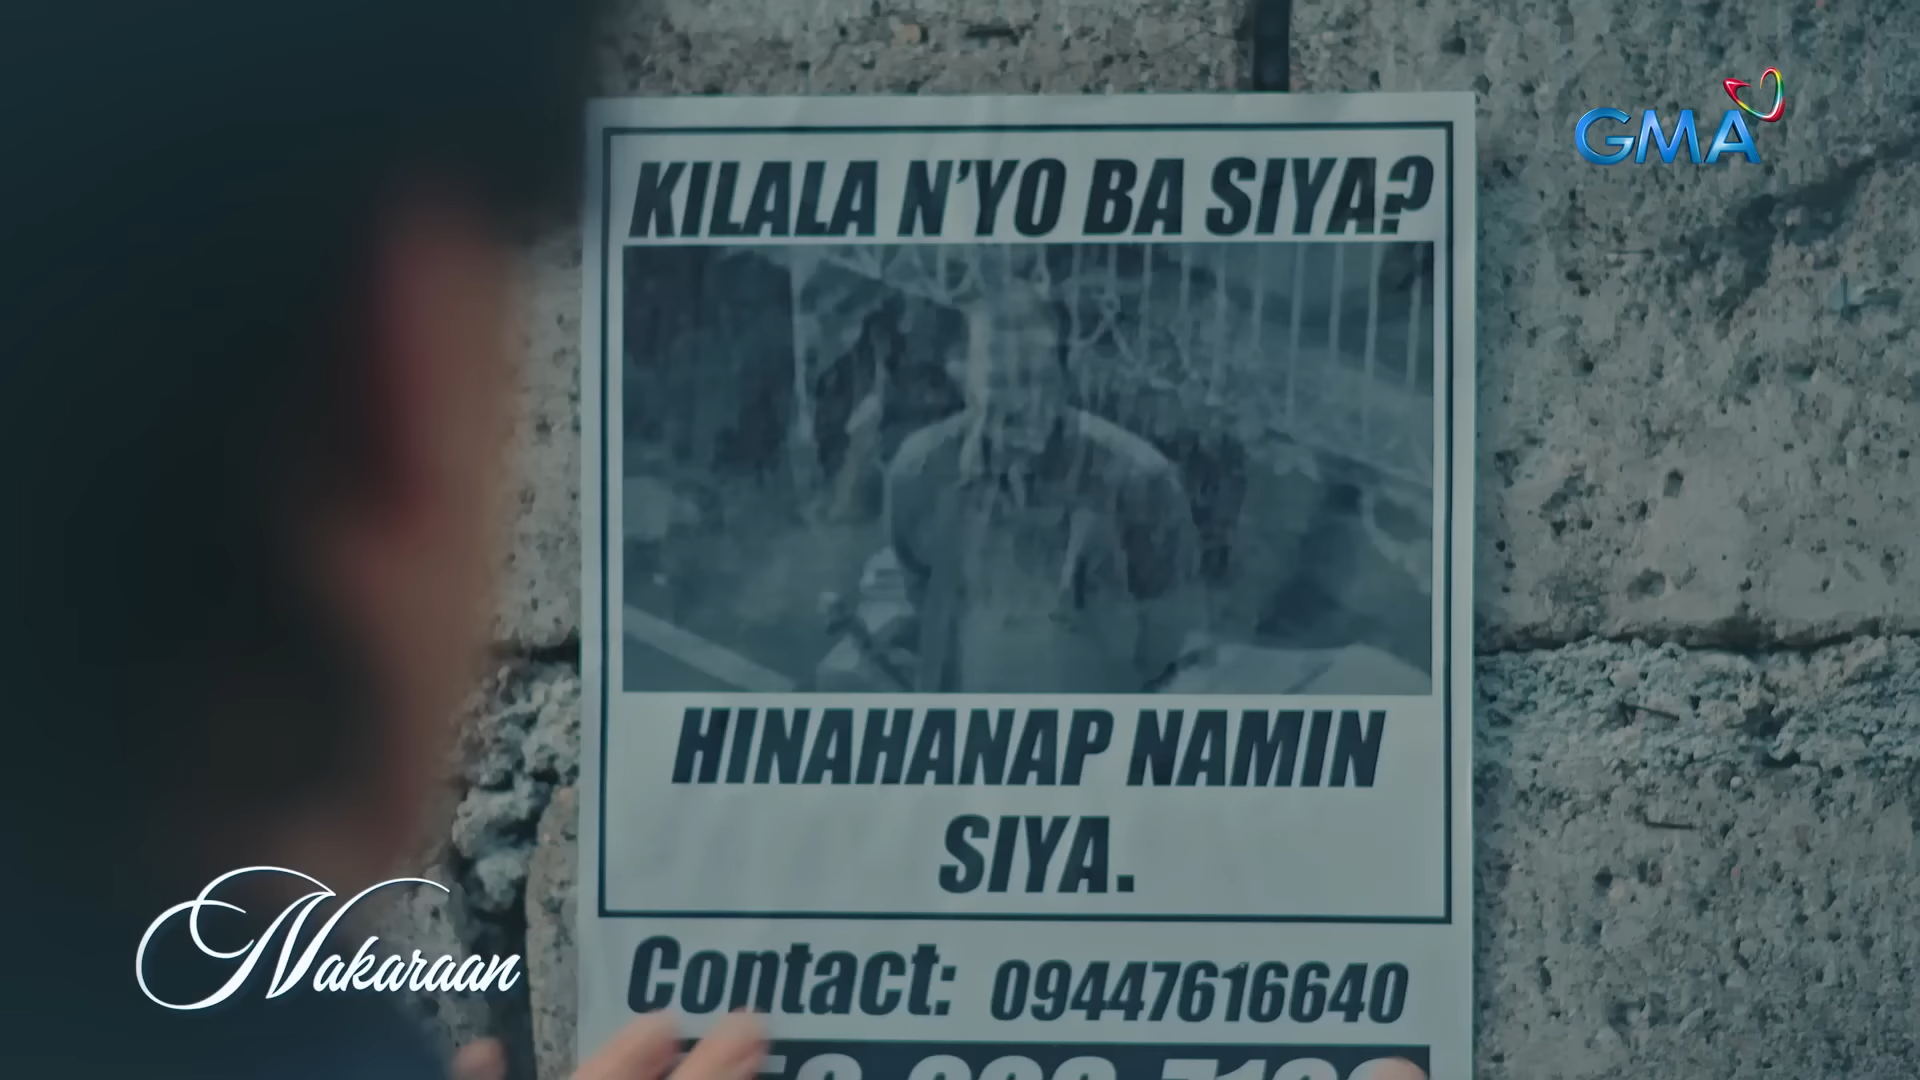 GMA
KILALA N'YO BA SIYA?
HINAHANAP NAMIN
SIYA.
Contact: 09447616640
Nakaraan